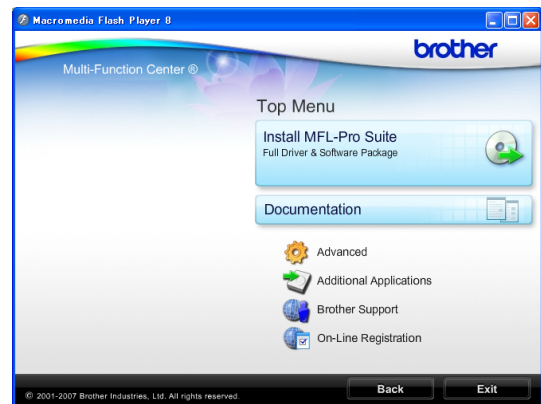 Macromedia Flash Player 8
brother
Multi-Function Center ®
Top Menu
Install MFL-Pro Suite
Full Driver & Software Package
Documentation
Advanced
Additional Applications
Brother Support
On-Line Registration
© 2001-2007 Brother Industries, Ltd. All rights reserved.
Back
Exit